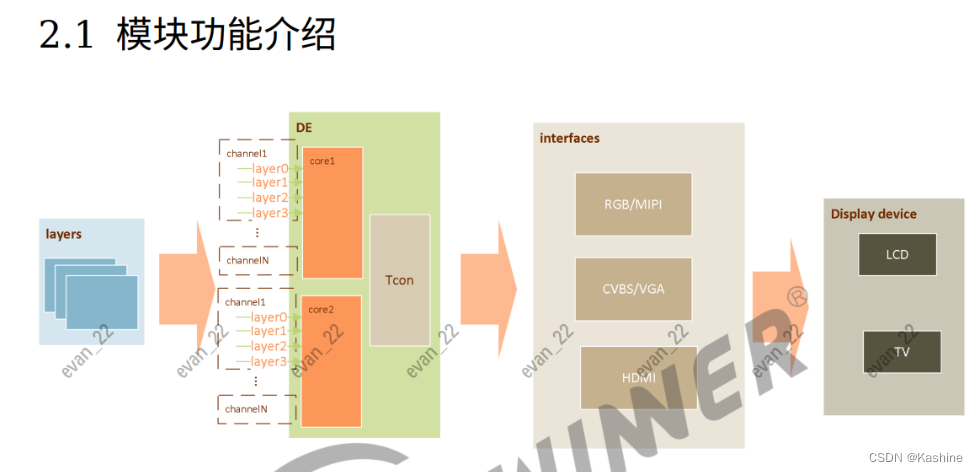 2.1 模块功能介绍
layers
channel1
layer0
layer1
layer2
layer3
channelN
channel1
layer0
layer1
layer2
layer3
channelN
DE
core1
core2
Tcon
interfaces
RGB/MIPI
CVBS/VGA
HDMI
Display device
LCD
TV
evan_22
evan_22
evan_22
evan_22
evan_22
evan_22
evan_22
®
CSDN @Kashine